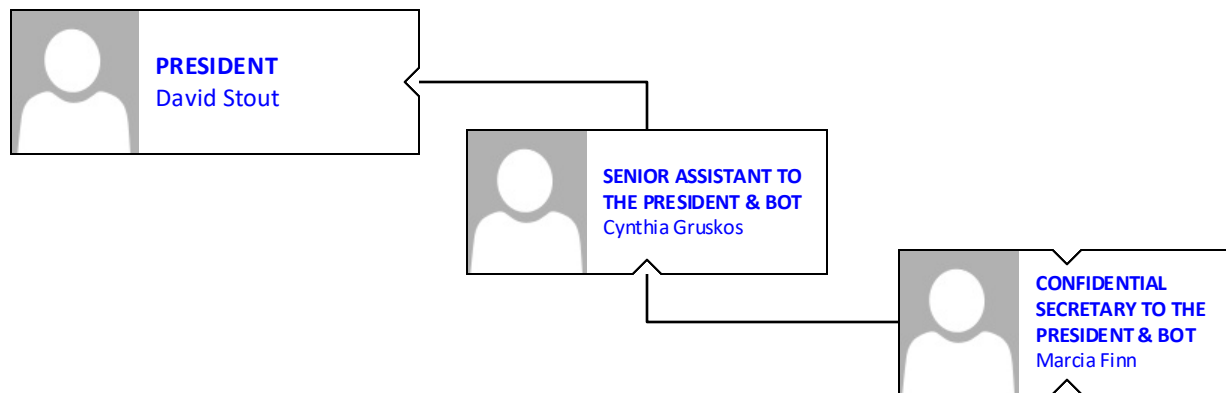 PRESIDENT
David Stout
SENIOR ASSISTANT TO
THE PRESIDENT & BOT
Cynthia Gruskos
CONFIDENTIAL
SECRETARY TO THE
PRESIDENT & BOT
Marcia Finn